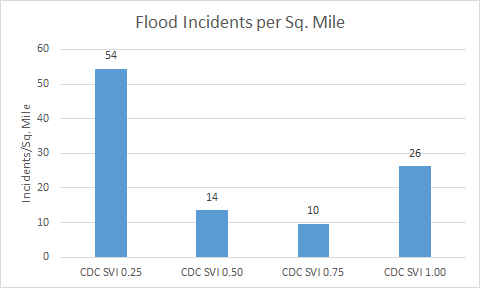 Flood Incidents per Sq. Mile
Incidents/Sq.Mile
60
50
40
30
20
10
0
54
14
10
26
CDC SVI 0.25
CDC SVI 0.50
CDC SVI 0.75
CDC SVI 1.00